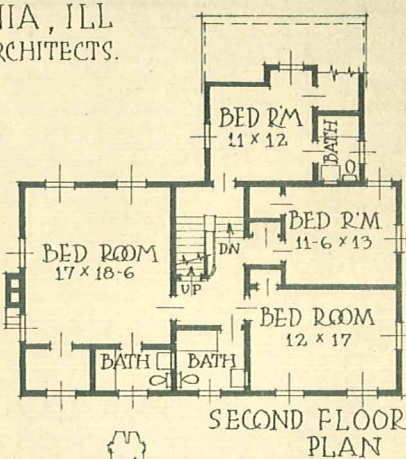 NIA, ILL
RCHITECTS.
BED R'M
11 x 12
BATH
BED ROOM
17 x 18-6
DN
UP
BED R'M
11-6 x 13
BED ROOM
12 x 17
BATH
BATH
SECOND FLOOR
PLAN